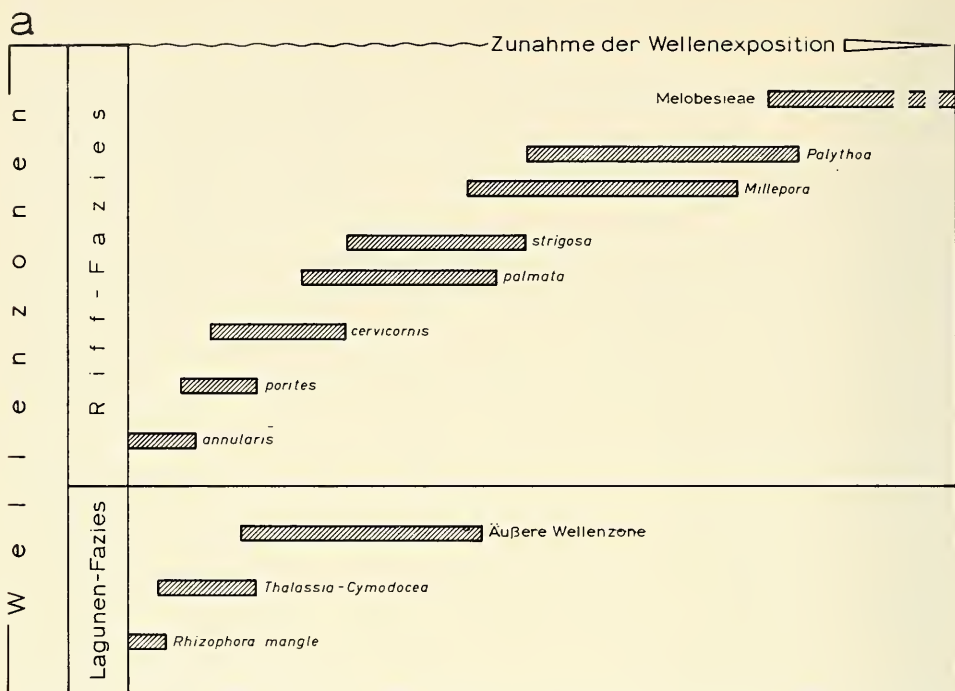 a
Zunahme der Wellenexposition
Wellenzonen
Riff-Fazies
Melobesieae
Palythoa
Millepora
strigosa
palmata
cervicornis
porites
annularis
Lagunen-Fazies
Äußere Wellenzone
Thalassia-Cymodocea
Rhizophora mangle